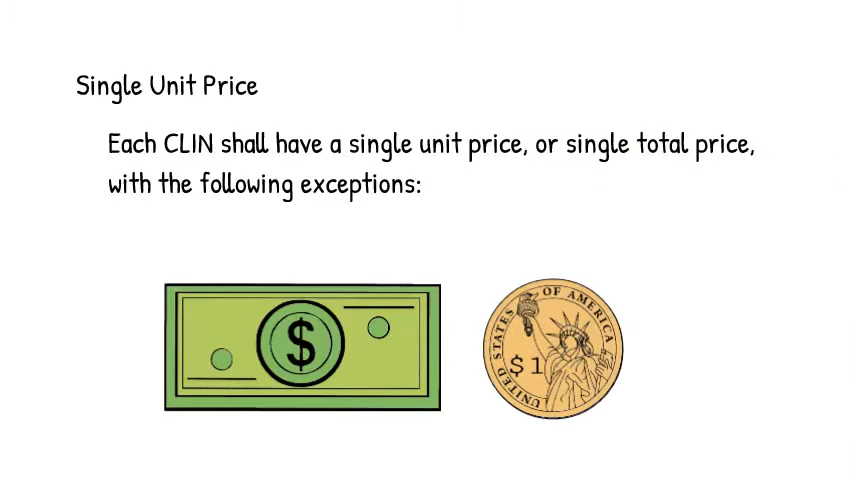 Single Unit Price
Each CLIN shall have a single unit price, or single total price,
with the following exceptions:
$
UNITED STATES OF AMERICA
$1